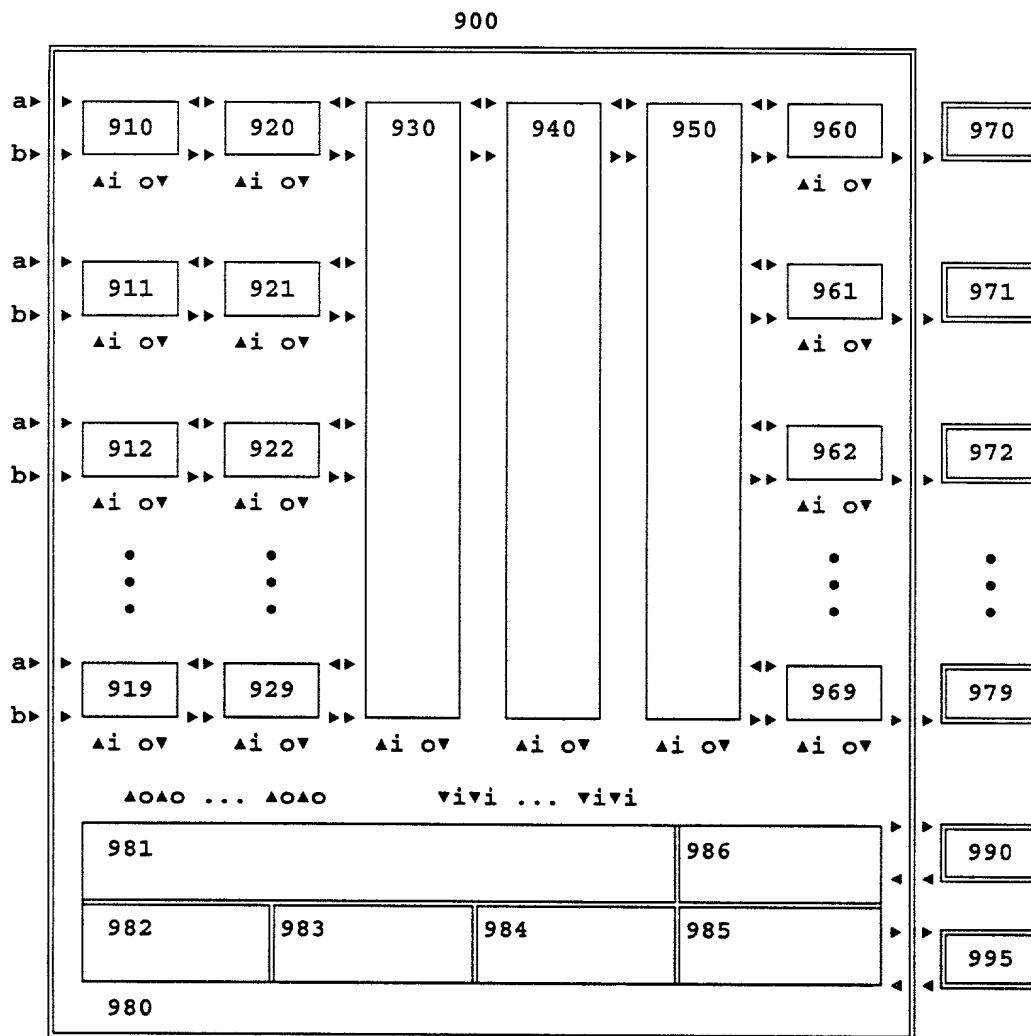 900
a b 910 920 930 940 950 960 970
i o i o i o
a b 911 921 961 971
i o i o i o
a b 912 922 962 972
i o i o i o
a b 919 929 969 979
i o i o i o i o i o i o
o o ... o o i i ... i i
981 986 990
982 983 984 985 995
980